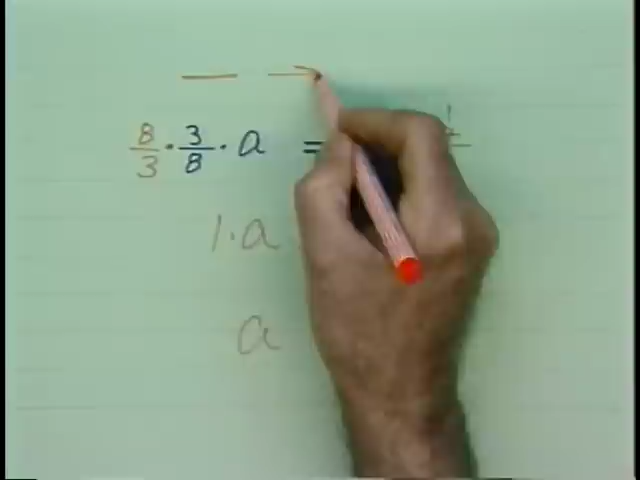 8/3 · 3/8 · a =
1 · a
a